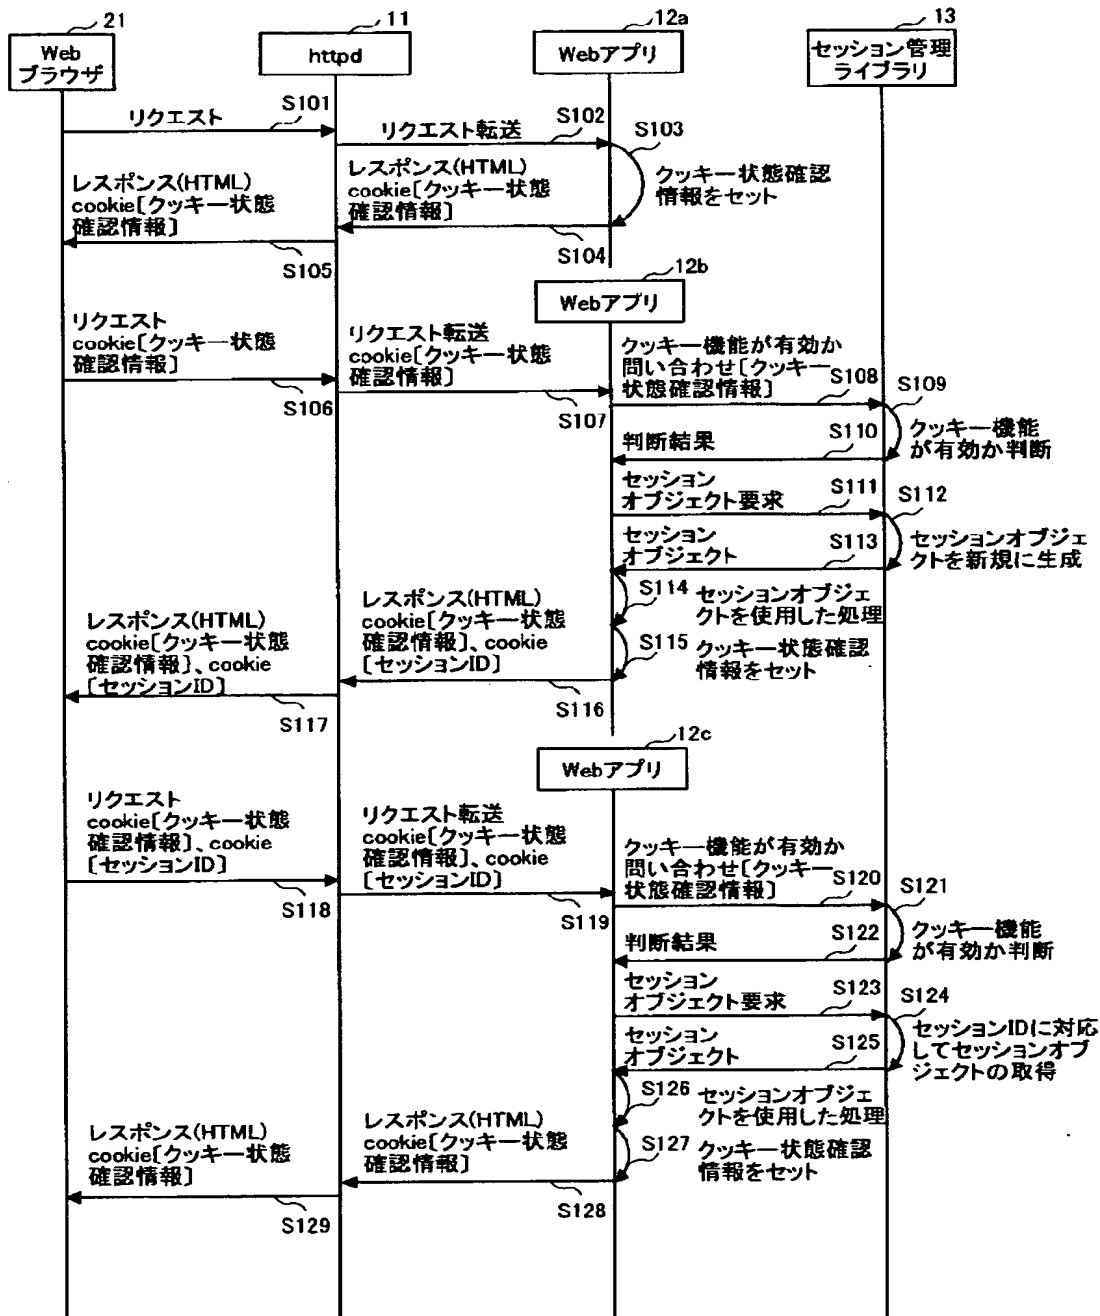 21
Web
ブラウザ
11
httpd
12a
Webアプリ
13
セッション管理
ライブラリ
S101
リクエスト
S102
リクエスト転送
S103
クッキー状態確認
情報をセット
レスポンス(HTML)
cookie[クッキー状態
確認情報]
S104
レスポンス(HTML)
cookie[クッキー状態
確認情報]
S105
12b
Webアプリ
リクエスト
cookie[クッキー状態
確認情報]
S106
リクエスト転送
cookie[クッキー状態
確認情報]
S107
クッキー機能が有効か
問い合わせ[クッキー
状態確認情報]
S108
S109
クッキー機能
が有効か判断
判断結果
S110
セッション
オブジェクト要求
S111
S112
セッションオブジェ
クトを新規に生成
セッション
オブジェクト
S113
S114
セッションオブジェ
クトを使用した処理
S115
クッキー状態確認
情報をセット
レスポンス(HTML)
cookie[クッキー状態
確認情報]、cookie
[セッションID]
S116
レスポンス(HTML)
cookie[クッキー状態
確認情報]、cookie
[セッションID]
S117
12c
Webアプリ
リクエスト
cookie[クッキー状態
確認情報]、cookie
[セッションID]
S118
リクエスト転送
cookie[クッキー状態
確認情報]、cookie
[セッションID]
S119
クッキー機能が有効か
問い合わせ[クッキー
状態確認情報]
S120
S121
クッキー機能
が有効か判断
判断結果
S122
セッション
オブジェクト要求
S123
S124
セッションIDに対応
してセッションオブ
ジェクトの取得
セッション
オブジェクト
S125
S126
セッションオブジェ
クトを使用した処理
S127
クッキー状態確認
情報をセット
レスポンス(HTML)
cookie[クッキー状態
確認情報]
S128
レスポンス(HTML)
cookie[クッキー状態
確認情報]
S129